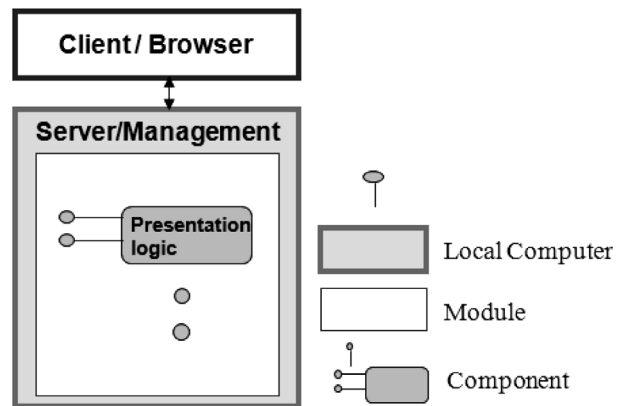 Client / Browser
Server/Management
Presentation
logic
Local Computer
Module
Component